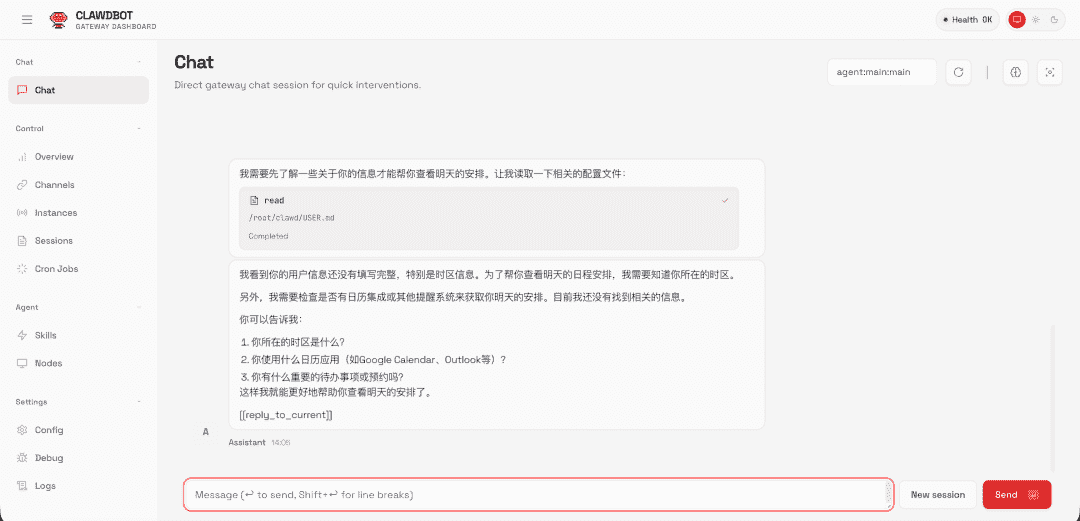 CLAWDBOT
GATEWAY DASHBOARD
Health OK
Chat
Chat
Control
Overview
Channels
Instances
Sessions
Cron Jobs
Agent
Skills
Nodes
Settings
Config
Debug
Logs
Chat
Direct gateway chat session for quick interventions.
agent:main:main
我需要先了解一些关于你的信息才能帮你查看明天的安排。让我读取一下相关的配置文件：
read
/root/clawd/USER.md
Completed
我看到你的用户信息还没有填写完整，特别是时区信息。为了帮你查看明天的日程安排，我需要知道你所在的时区。
另外，我需要检查是否有日历集成或其他提醒系统来获取你明天的安排。目前我还没有找到相关的信息。
你可以告诉我：
1. 你所在的时区是什么？
2. 你使用什么日历应用（如Google Calendar、Outlook等）？
3. 你有什么重要的待办事项或预约吗？
这样我就能更好地帮助你查看明天的安排了。
[[reply_to_current]]
A
Assistant 14:09
Message (↩ to send, Shift+↩ for line breaks)
New session
Send